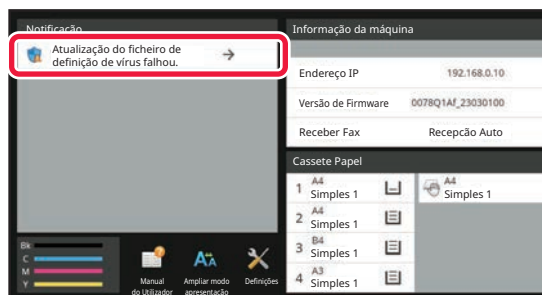 Notificação
Atualização do ficheiro de
definição de vírus falhou.
Informação da máquina
Endereço IP 192.168.0.10
Versão de Firmware 0078Q1Af_23030100
Receber Fax Recepcão Auto
Cassete Papel
1 A4 Simples 1
A4 Simples 1
2 A4 Simples 1
3 B4 Simples 1
4 A3 Simples 1
Bk
C
M
Y
Manual
do Utilizador
Ampliar modo
apresentação
Definições